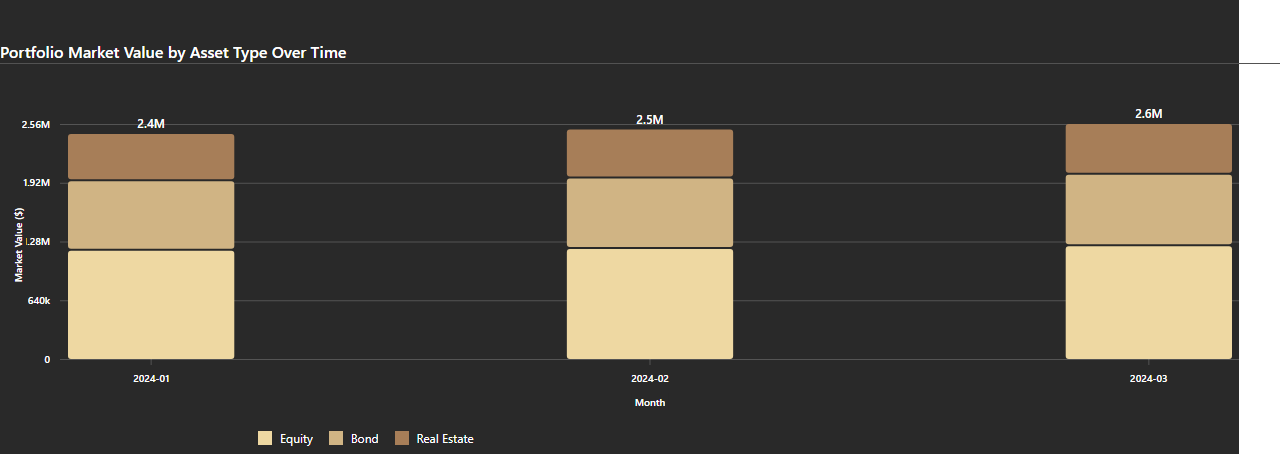 Portfolio Market Value by Asset Type Over Time
2.4M
2.5M
2.6M
2.56M
1.92M
1.28M
640k
0
Market Value ($)
2024-01
2024-02
2024-03
Month
Equity
Bond
Real Estate